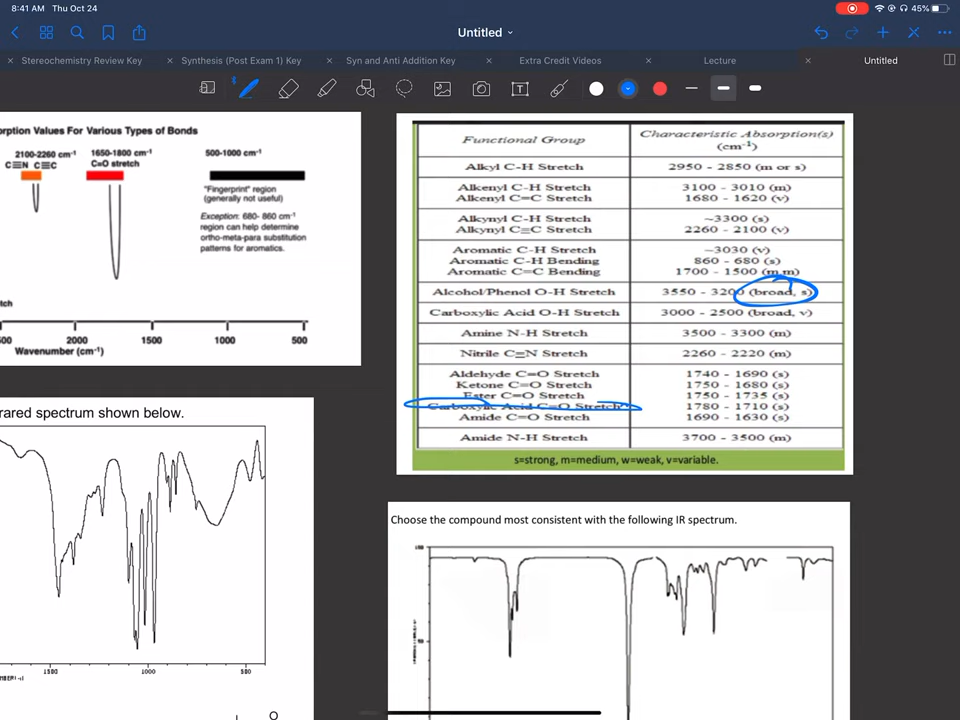 8:41 AM Thu Oct 24
45%
Untitled
Stereochemistry Review Key
Synthesis (Post Exam 1) Key
Syn and Anti Addition Key
Extra Credit Videos
Lecture
Untitled
orption Values For Various Types of Bonds
2100-2260 cm⁻¹ 1650-1800 cm⁻¹ 500-1000 cm⁻¹
C≡N C≡C C=O stretch
"Fingerprint" region
(generally not useful)
Exception: 680- 860 cm⁻¹
region can help determine
ortho-meta-para substitution
patterns for aromatics.
tch
500 2000 1500 1000 500
Wavenumber (cm⁻¹)
Functional Group Characteristic Absorption(s) (cm⁻¹)
Alkyl C-H Stretch 2950 - 2850 (m or s)
Alkenyl C-H Stretch 3100 - 3010 (m)
Alkenyl C=C Stretch 1680 - 1620 (v)
Alkynyl C-H Stretch ~3300 (s)
Alkynyl C≡C Stretch 2260 - 2100 (v)
Aromatic C-H Stretch ~3030 (v)
Aromatic C-H Bending 860 - 680 (s)
Aromatic C=C Bending 1700 - 1500 (m,m)
Alcohol/Phenol O-H Stretch 3550 - 3200 (broad, s)
Carboxylic Acid O-H Stretch 3000 - 2500 (broad, v)
Amine N-H Stretch 3500 - 3300 (m)
Nitrile C≡N Stretch 2260 - 2220 (m)
Aldehyde C=O Stretch 1740 - 1690 (s)
Ketone C=O Stretch 1750 - 1680 (s)
Ester C=O Stretch 1750 - 1735 (s)
Carboxylic Acid C=O Stretch 1780 - 1710 (s)
Amide C=O Stretch 1690 - 1630 (s)
Amide N-H Stretch 3700 - 3500 (m)
s=strong, m=medium, w=weak, v=variable.
rared spectrum shown below.
1500 1000 500
O
Choose the compound most consistent with the following IR spectrum.